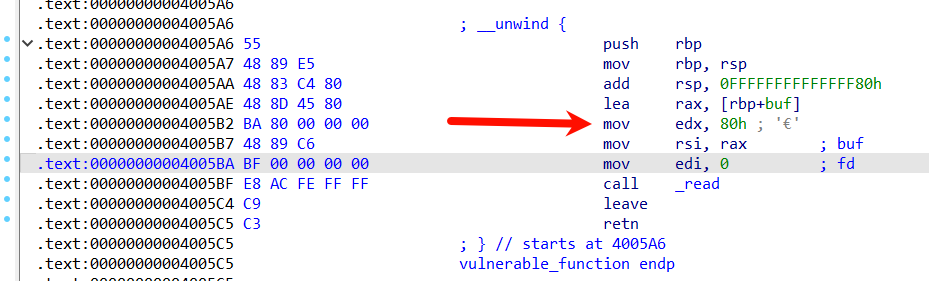 .text:00000000004005A6
.text:00000000004005A6 ; __unwind {
.text:00000000004005A6 55 push rbp
.text:00000000004005A7 48 89 E5 mov rbp, rsp
.text:00000000004005AA 48 83 C4 80 add rsp, 0FFFFFFFFFFFFFF80h
.text:00000000004005AE 48 8D 45 80 lea rax, [rbp+buf]
.text:00000000004005B2 BA 80 00 00 00 mov edx, 80h ; '€'
.text:00000000004005B7 48 89 C6 mov rsi, rax ; buf
.text:00000000004005BA BF 00 00 00 00 mov edi, 0 ; fd
.text:00000000004005BF E8 AC FE FF FF call _read
.text:00000000004005C4 C9 leave
.text:00000000004005C5 C3 retn
.text:00000000004005C5 ; } // starts at 4005A6
.text:00000000004005C5 vulnerable_function endp
.text:00000000004005C5